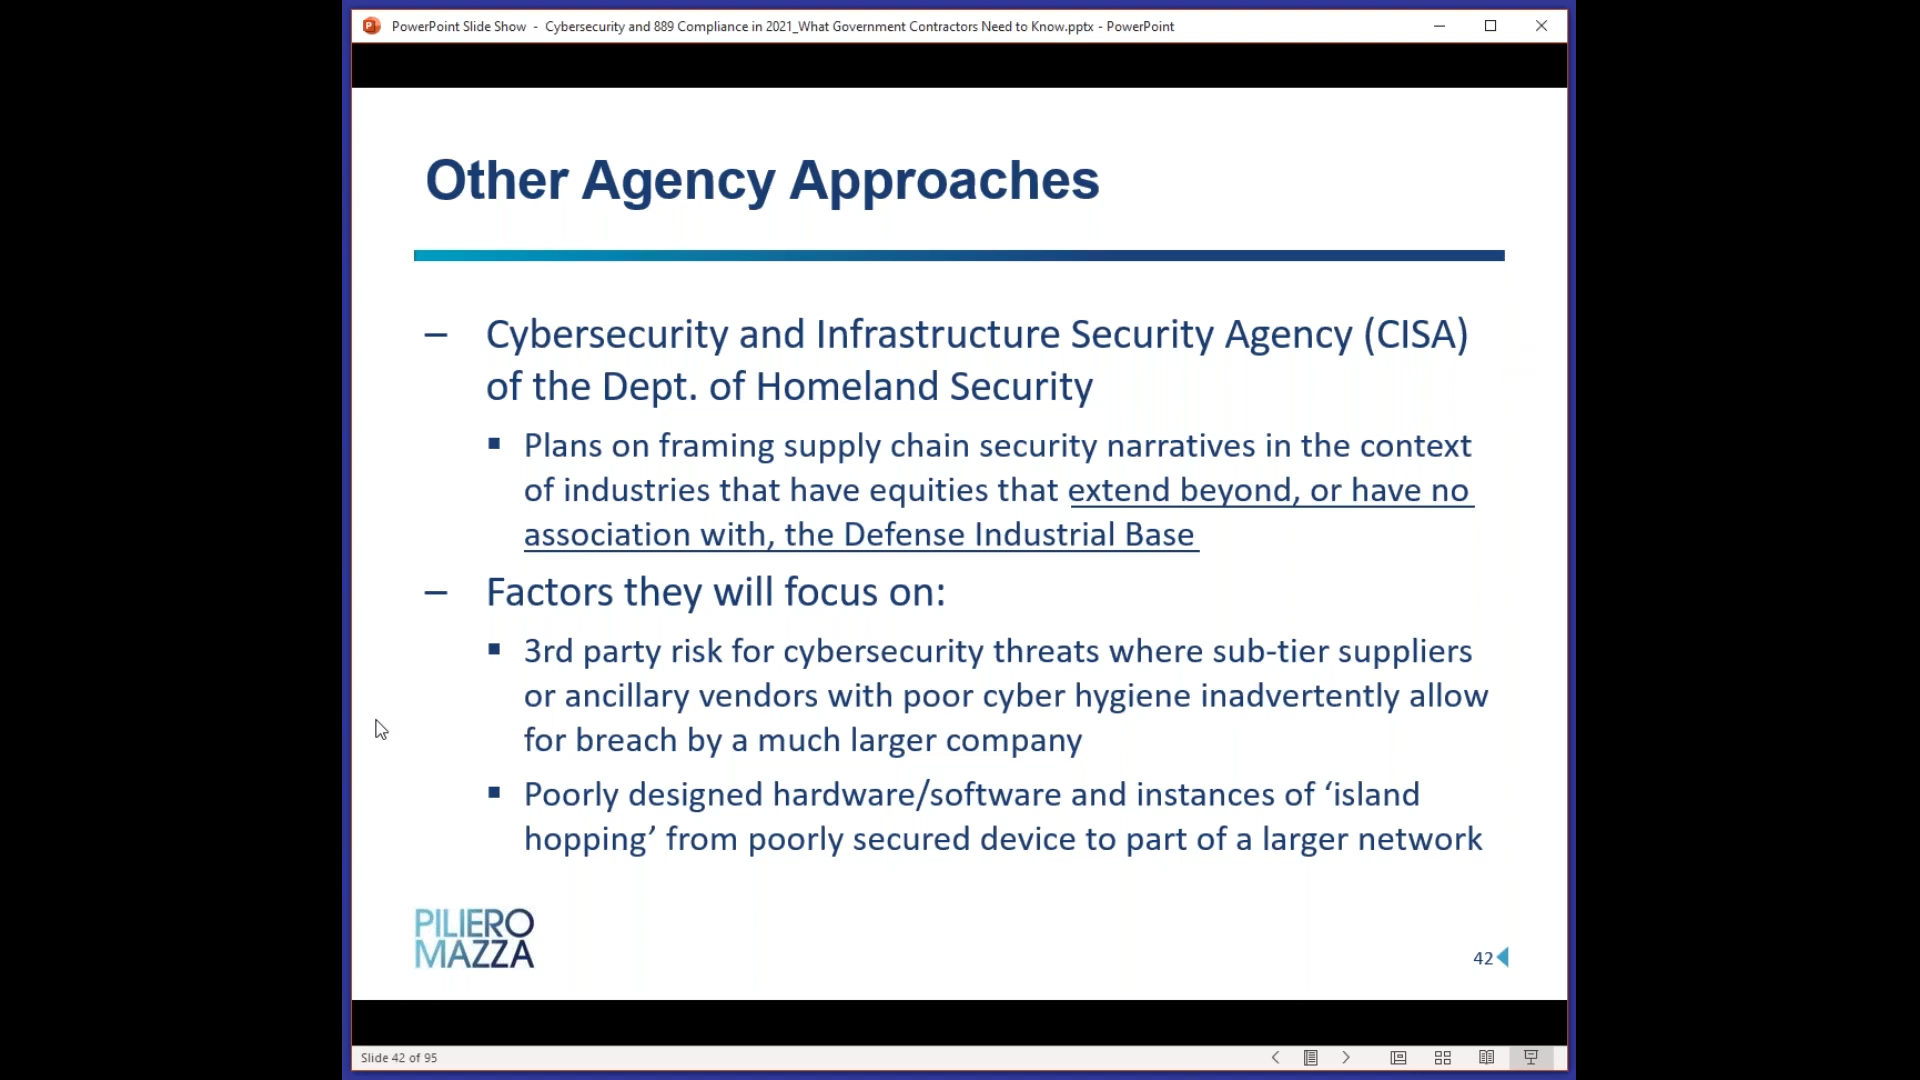 PowerPoint Slide Show - Cybersecurity and 889 Compliance in 2021_What Government Contractors Need to Know.pptx - PowerPoint
Other Agency Approaches
– Cybersecurity and Infrastructure Security Agency (CISA)
of the Dept. of Homeland Security
▪ Plans on framing supply chain security narratives in the context
of industries that have equities that extend beyond, or have no
association with, the Defense Industrial Base
– Factors they will focus on:
▪ 3rd party risk for cybersecurity threats where sub-tier suppliers
or ancillary vendors with poor cyber hygiene inadvertently allow
for breach by a much larger company
▪ Poorly designed hardware/software and instances of ‘island
hopping’ from poorly secured device to part of a larger network
PILIERO
MAZZA
42
Slide 42 of 95